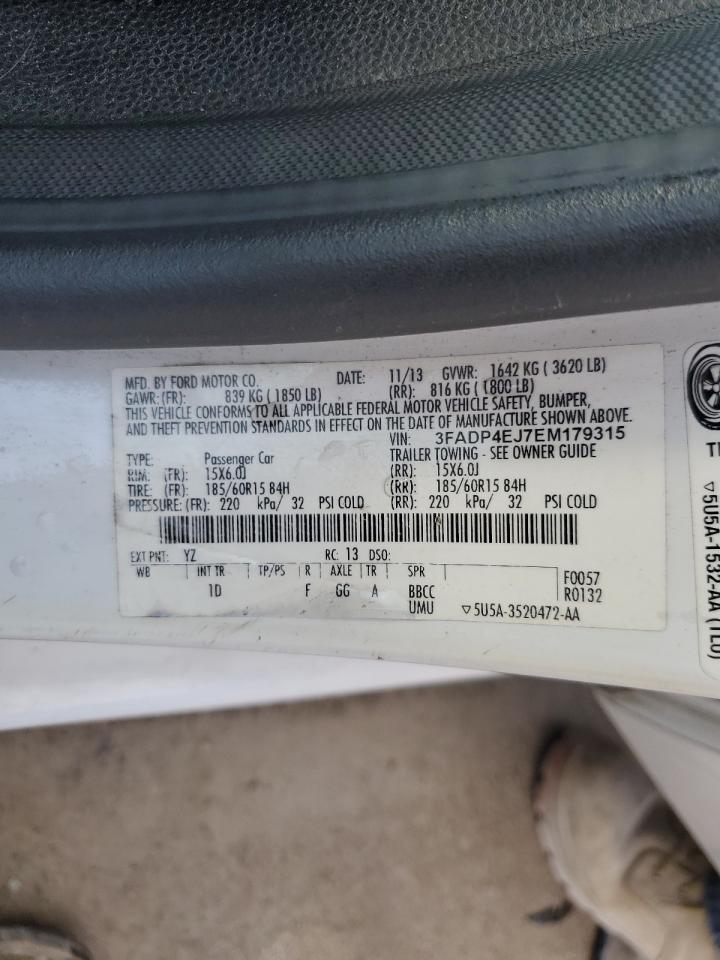 MFD. BY FORD MOTOR CO. DATE: 11/13 GVWR: 1642 KG ( 3620 LB)
GAWR: (FR): 839 KG ( 1850 LB) (RR): 816 KG ( 1800 LB)
THIS VEHICLE CONFORMS TO ALL APPLICABLE FEDERAL MOTOR VEHICLE SAFETY, BUMPER,
AND THEFT PREVENTION STANDARDS IN EFFECT ON THE DATE OF MANUFACTURE SHOWN ABOVE.
VIN: 3FADP4EJ7EM179315
TYPE: Passenger Car TRAILER TOWING - SEE OWNER GUIDE
RIM: (FR): 15X6.0J (RR): 15X6.0J
TIRE: (FR): 185/60R15 84H (RR): 185/60R15 84H
PRESSURE: (FR): 220 kPa/ 32 PSI COLD (RR): 220 kPa/ 32 PSI COLD
EXT PNT: YZ RC: 13 DSO:
WB INT TR TP/PS R AXLE TR SPR F0057
1D F GG A BBCC R0132
UMU ▽5U5A-3520472-AA
▽5U5A-1532-AA (TL0)